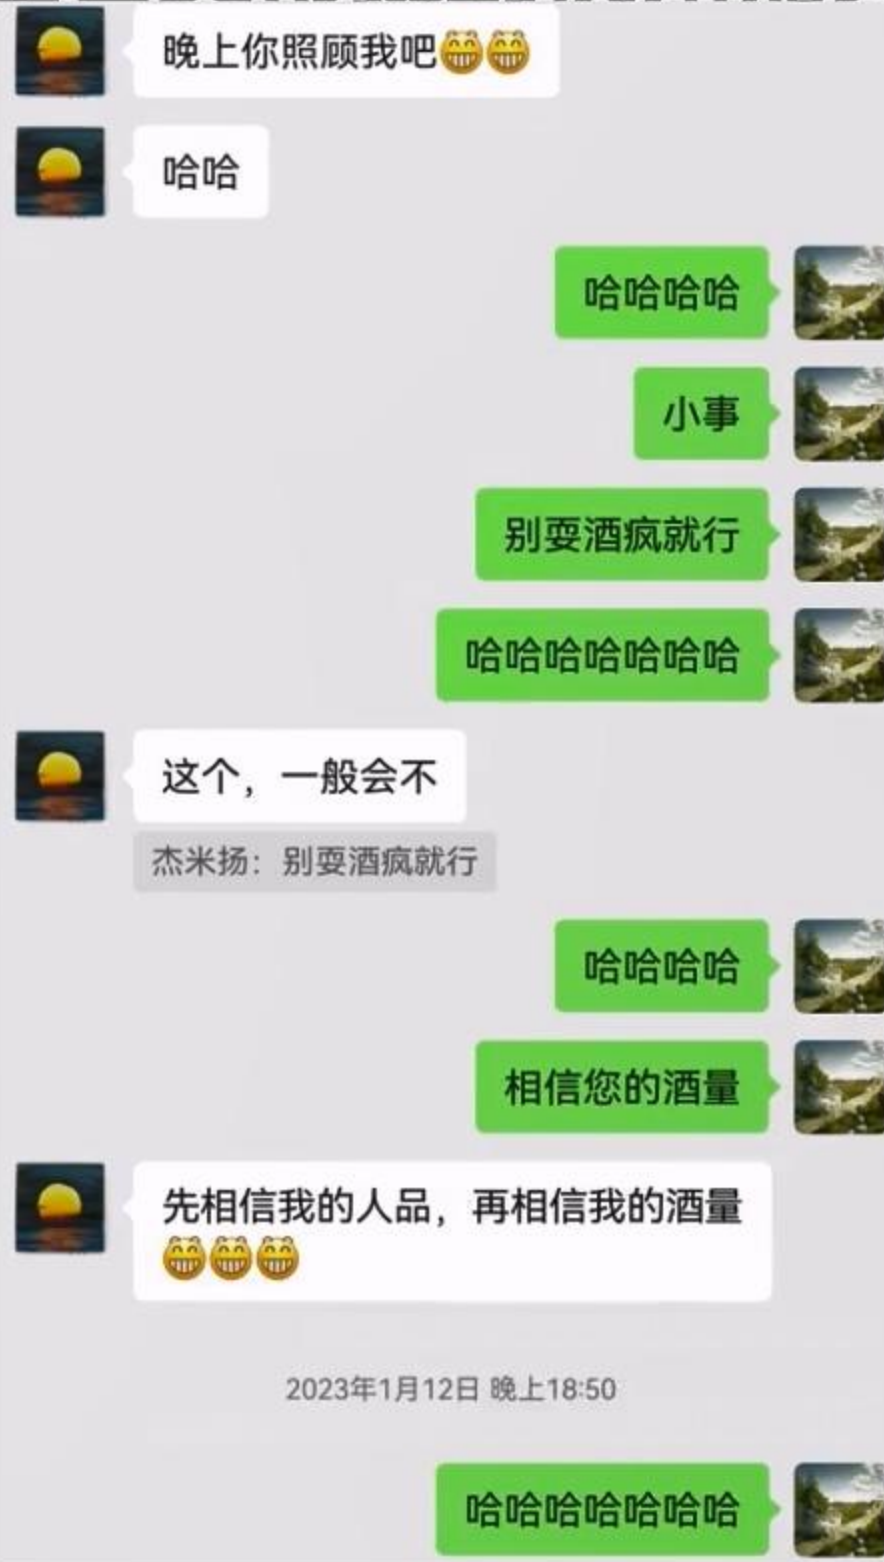 晚上你照顾我吧😁😁
哈哈
哈哈哈哈
小事
别耍酒疯就行
哈哈哈哈哈哈哈
这个，一般会不
杰米扬：别耍酒疯就行
哈哈哈哈
相信您的酒量
先相信我的人品，再相信我的酒量
😁😁😁
2023年1月12日 晚上18:50
哈哈哈哈哈哈哈